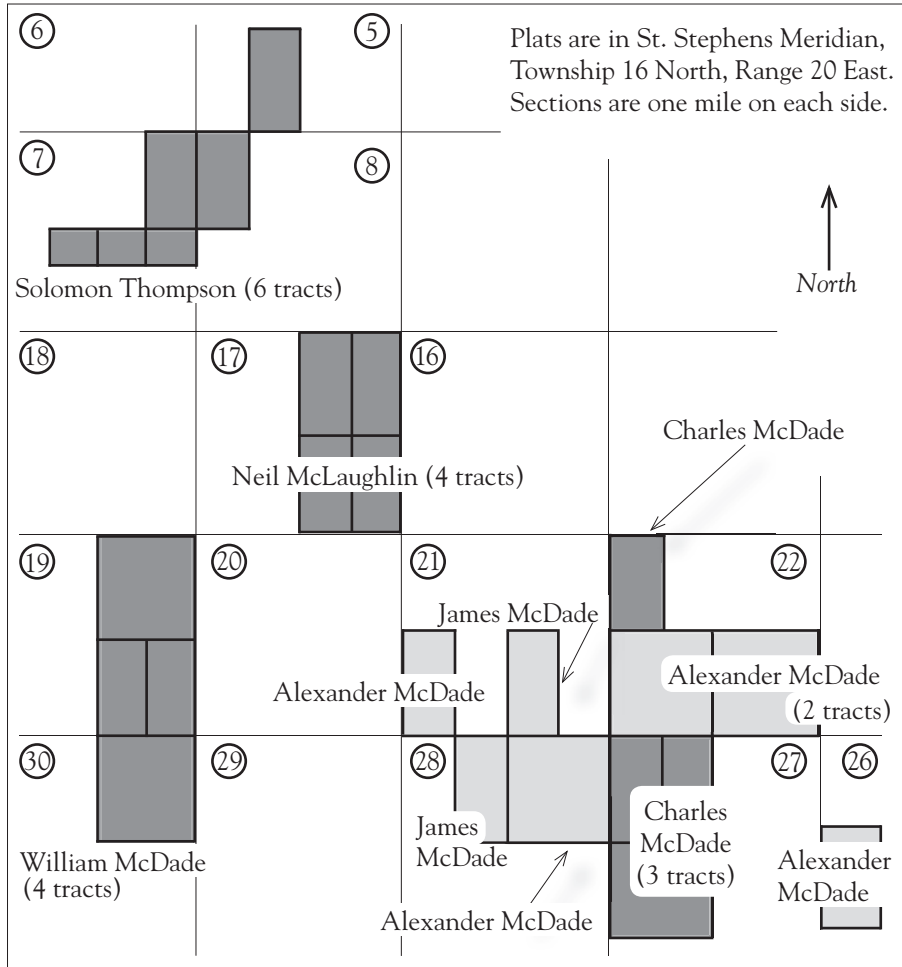 6
5
Plats are in St. Stephens Meridian,
Township 16 North, Range 20 East.
Sections are one mile on each side.
7
8
North
Solomon Thompson (6 tracts)
18
17
16
Charles McDade
Neil McLaughlin (4 tracts)
19
20
21
22
James McDade
Alexander McDade
Alexander McDade
(2 tracts)
30
29
28
27
26
James
McDade
Charles
McDade
(3 tracts)
William McDade
(4 tracts)
Alexander
McDade
Alexander McDade